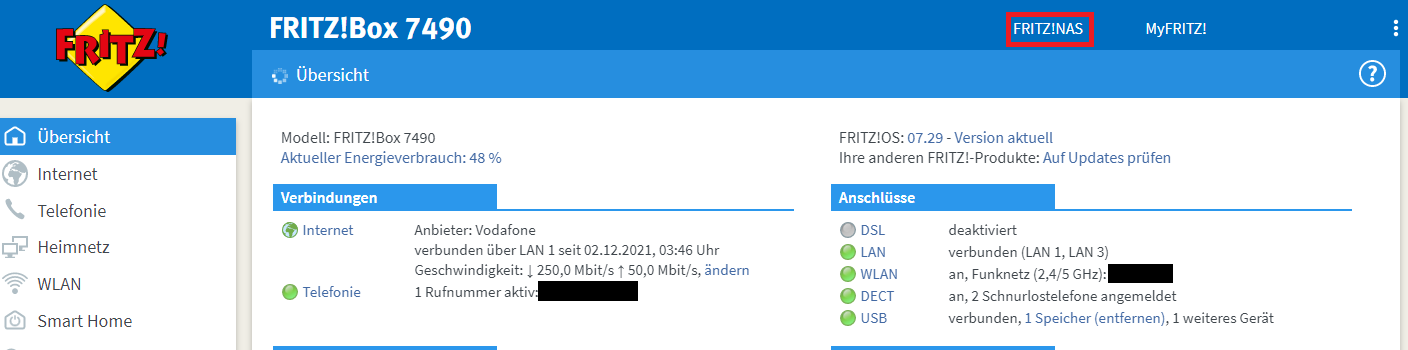 FRITZ!
FRITZ!Box 7490
FRITZ!NAS
MyFRITZ!
Übersicht
?
Übersicht
Internet
Telefonie
Heimnetz
WLAN
Smart Home
Modell: FRITZ!Box 7490
Aktueller Energieverbrauch: 48 %
FRITZ!OS: 07.29 - Version aktuell
Ihre anderen FRITZ!-Produkte: Auf Updates prüfen
Verbindungen
Internet Anbieter: Vodafone
verbunden über LAN 1 seit 02.12.2021, 03:46 Uhr
Geschwindigkeit: ↓ 250,0 Mbit/s ↑ 50,0 Mbit/s, ändern
Telefonie 1 Rufnummer aktiv:
Anschlüsse
DSL deaktiviert
LAN verbunden (LAN 1, LAN 3)
WLAN an, Funknetz (2,4/5 GHz):
DECT an, 2 Schnurlostelefone angemeldet
USB verbunden, 1 Speicher (entfernen), 1 weiteres Gerät